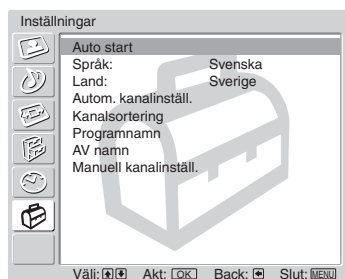 Inställningar
Auto start
Språk: Svenska
Land: Sverige
Autom. kanalinställ.
Kanalsortering
Programnamn
AV namn
Manuell kanalinställ.
Välj: Akt: OK Back: Slut: MENU